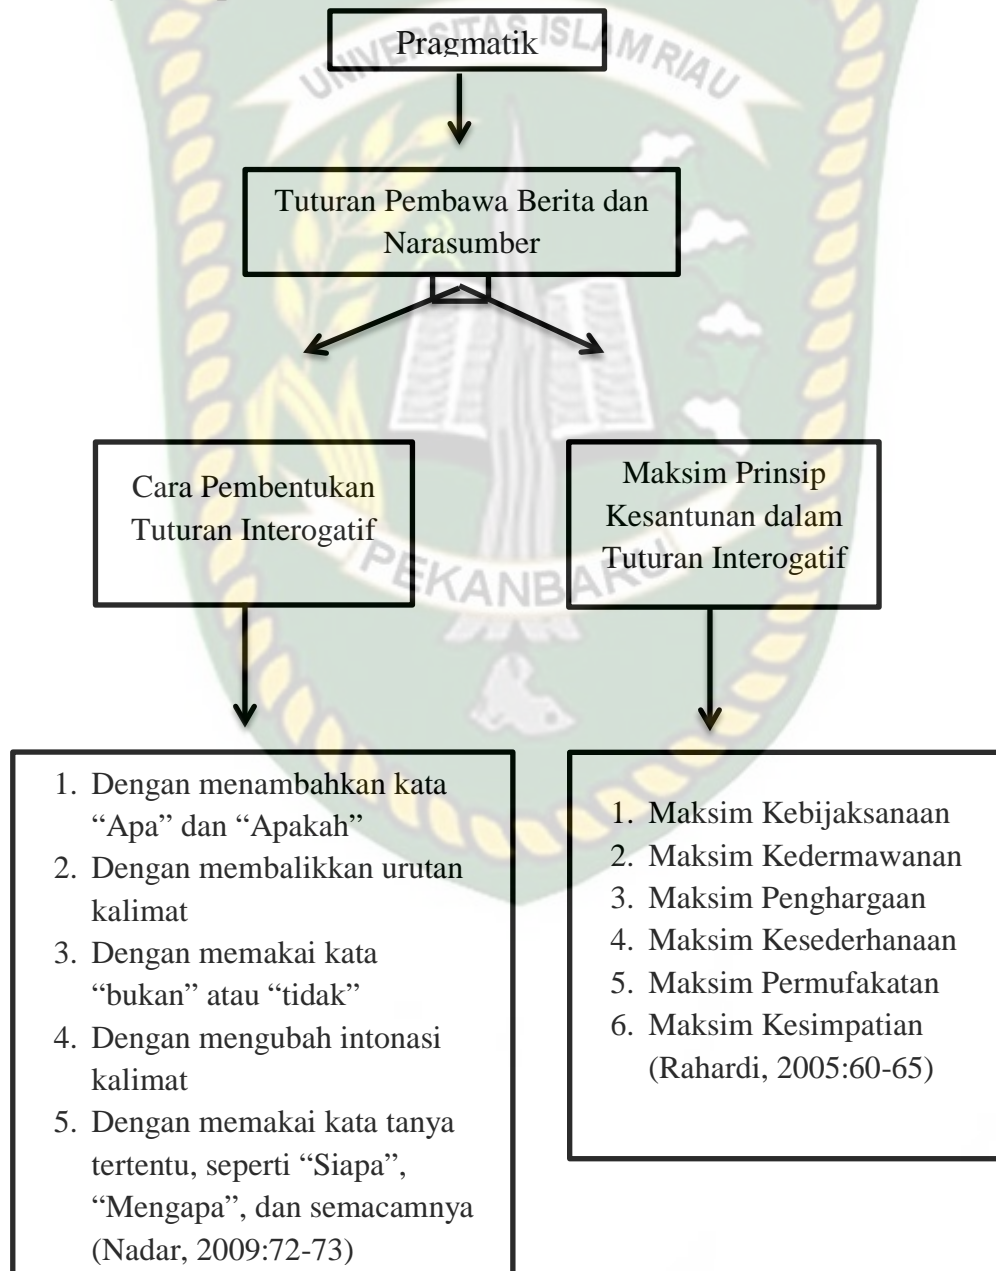 UNIVERSITAS ISLAM RIAU
Pragmatik
Tuturan Pembawa Berita dan
Narasumber
Cara Pembentukan
Tuturan Interogatif
Maksim Prinsip
Kesantunan dalam
Tuturan Interogatif
PEKANBARU
1. Dengan menambahkan kata
“Apa” dan “Apakah”
2. Dengan membalikkan urutan
kalimat
3. Dengan memakai kata
“bukan” atau “tidak”
4. Dengan mengubah intonasi
kalimat
5. Dengan memakai kata tanya
tertentu, seperti “Siapa”,
“Mengapa”, dan semacamnya
(Nadar, 2009:72-73)
1. Maksim Kebijaksanaan
2. Maksim Kedermawanan
3. Maksim Penghargaan
4. Maksim Kesederhanaan
5. Maksim Permufakatan
6. Maksim Kesimpatian
(Rahardi, 2005:60-65)